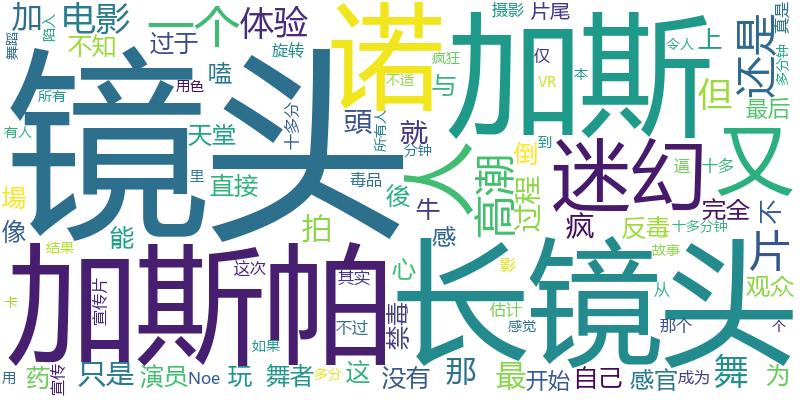 加 电影 一个 体验 诺 加斯 摄影 片尾 还是 真是
舞蹈 陷入 不知 过于 旋转 嗑 疯狂 仅 令人 上 多分钟
镜头 用色 与 不适 VR 本 但 最后
所有 有人 天堂 十多分 頭 所有人 就 人 高潮 倒 迷幻 又
場 里 直接 毒品 後 分钟 过程 到 逼 十多 完全 不
像 能 拍 牛 感 疯 反毒 十多分钟 片
结果 加斯帕 这次 其实 心 长镜头 影 故事 观众
卡 宣传片 不过 禁毒 估计 感觉 从 那个 个
如果
用 药 宣传 只是 演员 Noe 玩 舞者 多分 这 没有 那 最 开始 自己 感官 成为 舞 为